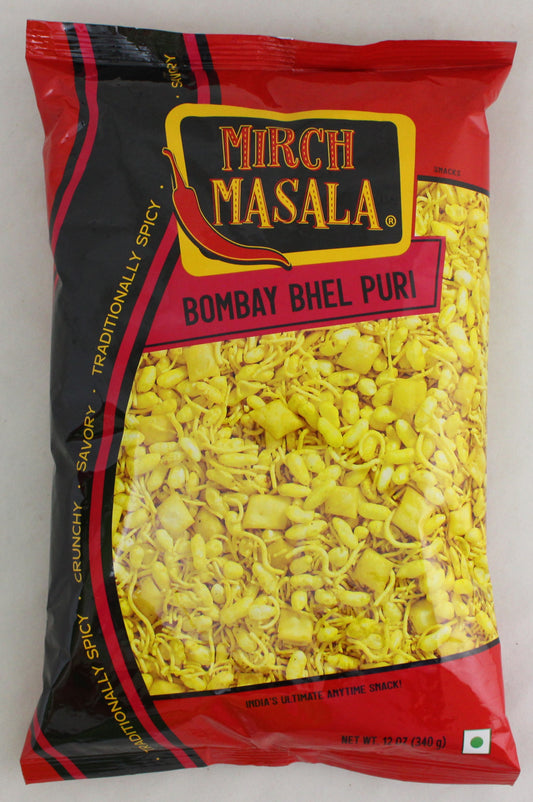 SAVORY
MIRCH
MASALA®
SNACKS
BOMBAY BHEL PURI
TRADITIONALLY SPICY · CRUNCHY · SAVORY · TRADITIONALLY SPICY ·
INDIA'S ULTIMATE ANYTIME SNACK!
NET WT. 12 OZ (340 g)